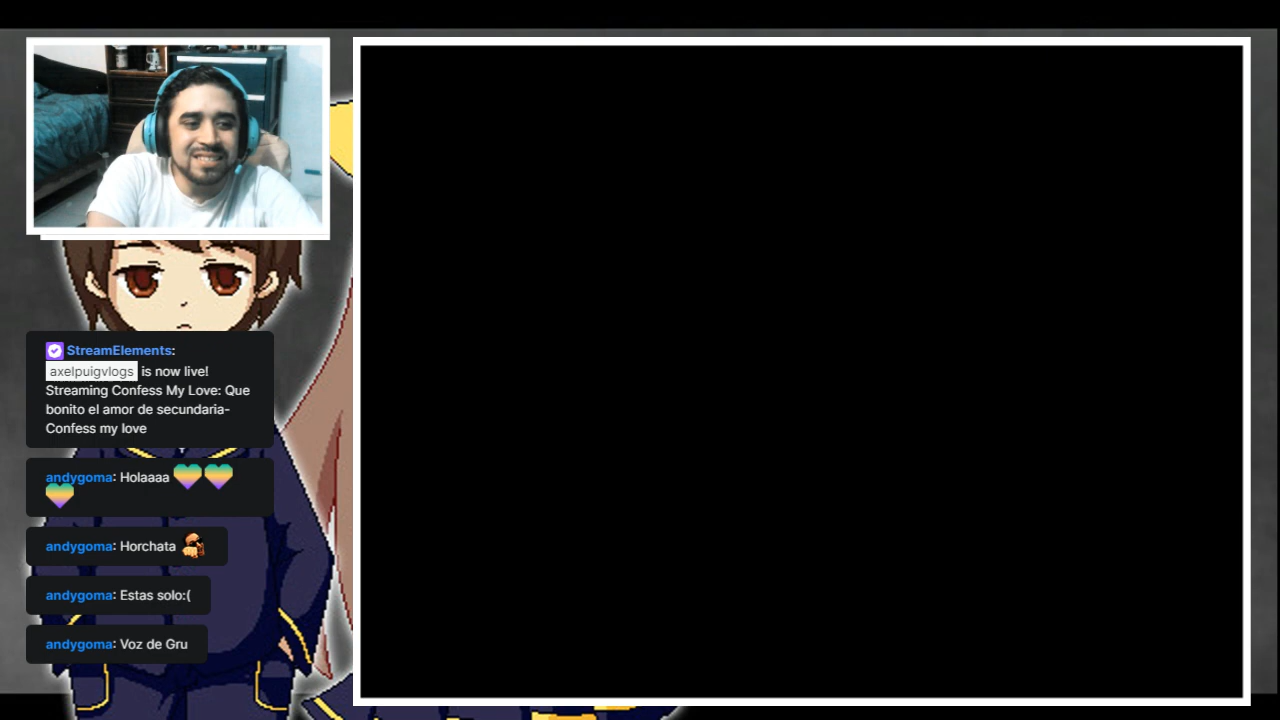 StreamElements:
axelpuigvlogs is now live!
Streaming Confess My Love: Que
bonito el amor de secundaria-
Confess my love
andygoma: Holaaaa
andygoma: Horchata
andygoma: Estas solo:(
andygoma: Voz de Gru